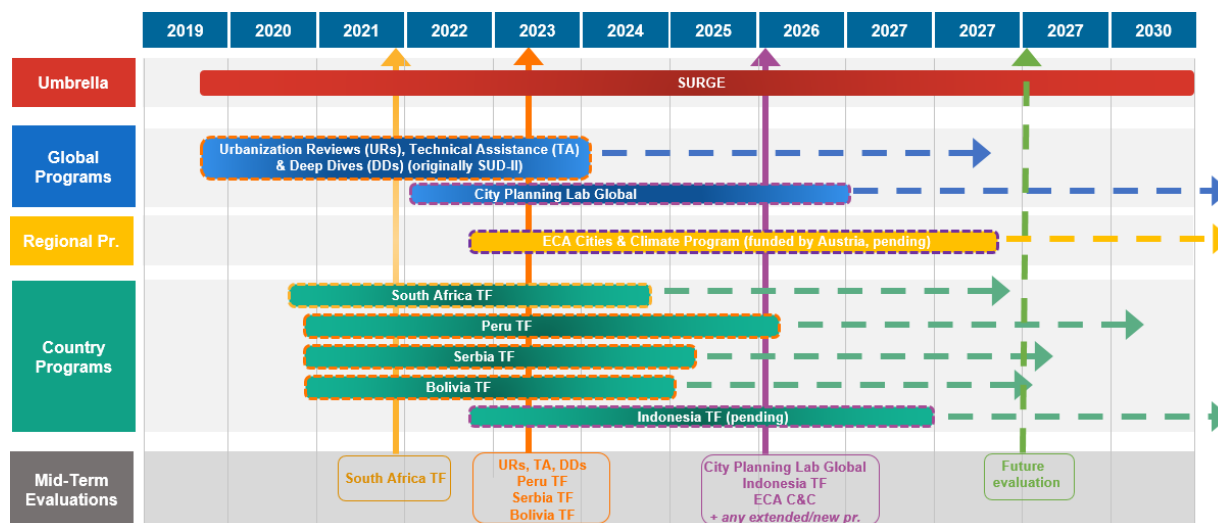 2019 2020 2021 2022 2023 2024 2025 2026 2027 2027 2027 2030
Umbrella
SURGE
Global
Programs
Urbanization Reviews (URs), Technical Assistance (TA)
& Deep Dives (DDs) (originally SUD-II)
City Planning Lab Global
Regional Pr.
ECA Cities & Climate Program (funded by Austria, pending)
Country
Programs
South Africa TF
Peru TF
Serbia TF
Bolivia TF
Indonesia TF (pending)
Mid-Term
Evaluations
South Africa TF
URs, TA, DDs
Peru TF
Serbia TF
Bolivia TF
City Planning Lab Global
Indonesia TF
ECA C&C
+ any extended/new pr.
Future
evaluation